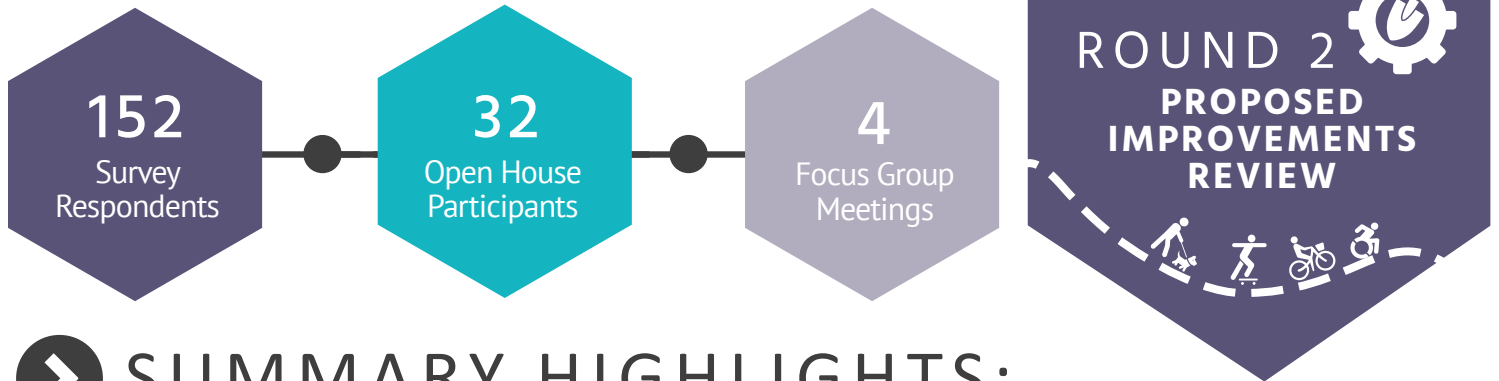 152
Survey
Respondents
32
Open House
Participants
4
Focus Group
Meetings
ROUND 2
PROPOSED
IMPROVEMENTS
REVIEW
SUMMARY HIGHLIGHTS: